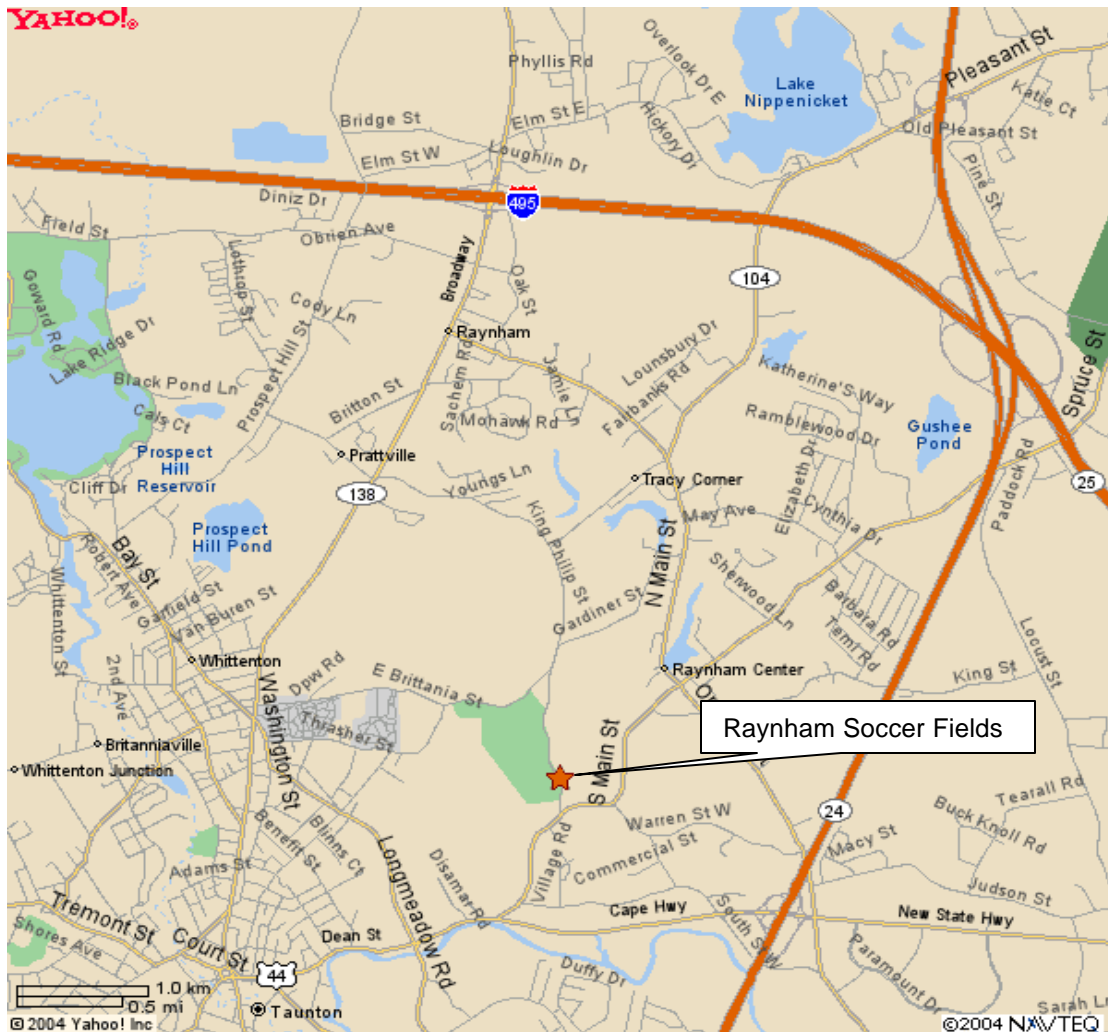 YAHOO!®
Phyllis Rd
Overlook Dr E
Lake
Nippenicket
Pleasant St
Katie Ct
Bridge St
Elm St E
Hickory Dr
Old Pleasant St
Elm St W
Loughlin Dr
Pine St
Diniz Dr
495
Field St
Obrien Ave
Lothrop St
Goward Rd
Broadway
Oak St
104
Cody Ln
Raynham
Lake Ridge Dr
Prospect Hill St
Sachem Rd
Jamie Ln
Lounsbury Dr
Fairbanks Rd
Katherine'S Way
Spruce St
Black Pond Ln
Britton St
Cals Ct
Mohawk Rd
Ramblewood Dr
Gushee
Pond
Prospect
Hill
Reservoir
Prattville
Youngs Ln
Tracy Corner
Elizabeth Dr
Cynthia Dr
Paddock Rd
25
Cliff Dr
138
King Philip St
May Ave
Prospect
Hill Pond
Bay St
Robert Ave
N Main St
Sherwood Ln
Whittenton St
Garfield St
Van Buren St
Gardiner St
Barbara Rd
Teml Rd
Locust St
2nd Ave
Whittenton
Dpw Rd
E Brittania St
Raynham Center
King St
Washington St
Thrasher St
Raynham Soccer Fields
Britanniaville
Whittenton Junction
S Main St
24
Tearall Rd
Buck Knoll Rd
Warren St W
Macy St
Benefit St
Blinns Ct
Longmeadow Rd
Disamar Rd
Village Rd
Commercial St
Adams St
Judson St
Tremont St
Shores Ave
Court St
Dean St
Cape Hwy
South St W
New State Hwy
Paramount Dr
44
Duffy Dr
1.0 km
0.5 mi
Taunton
Sarah Ln
© 2004 Yahoo! Inc
©2004 NAVTEQ